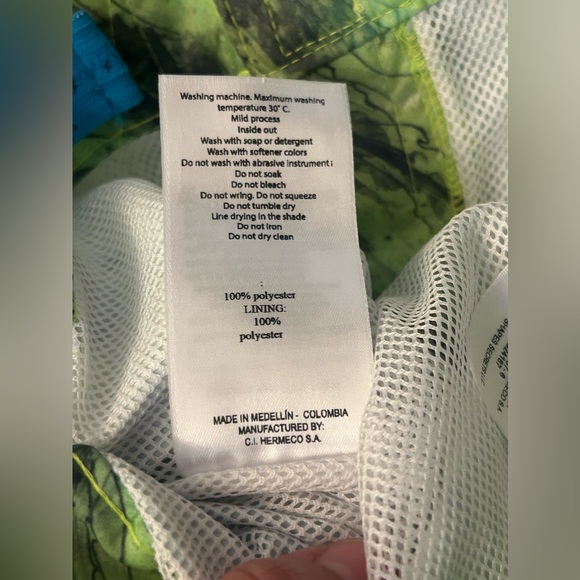 Washing machine. Maximum washing
temperature 30° C.
Mild process
Inside out
Wash with soap or detergent
Wash with softener colors
Do not wash with abrasive instrument
Do not soak
Do not bleach
Do not wring. Do not squeeze
Do not tumble dry
Line drying in the shade
Do not iron
Do not dry clean
:
100% polyester
LINING:
100%
polyester
MADE IN MEDELLÍN - COLOMBIA
MANUFACTURED BY:
C.I. HERMECO S.A.